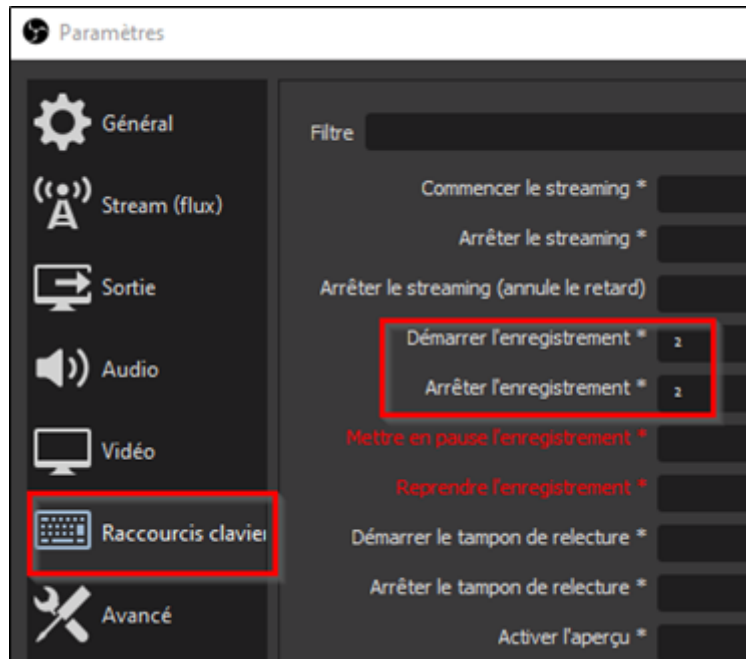 Paramètres
Général
Stream (flux)
Sortie
Audio
Vidéo
Raccourcis clavier
Avancé
Filtre
Commencer le streaming *
Arrêter le streaming *
Arrêter le streaming (annule le retard)
Démarrer l'enregistrement * ²
Arrêter l'enregistrement * ²
Mettre en pause l'enregistrement *
Reprendre l'enregistrement *
Démarrer le tampon de relecture *
Arrêter le tampon de relecture *
Activer l'aperçu *